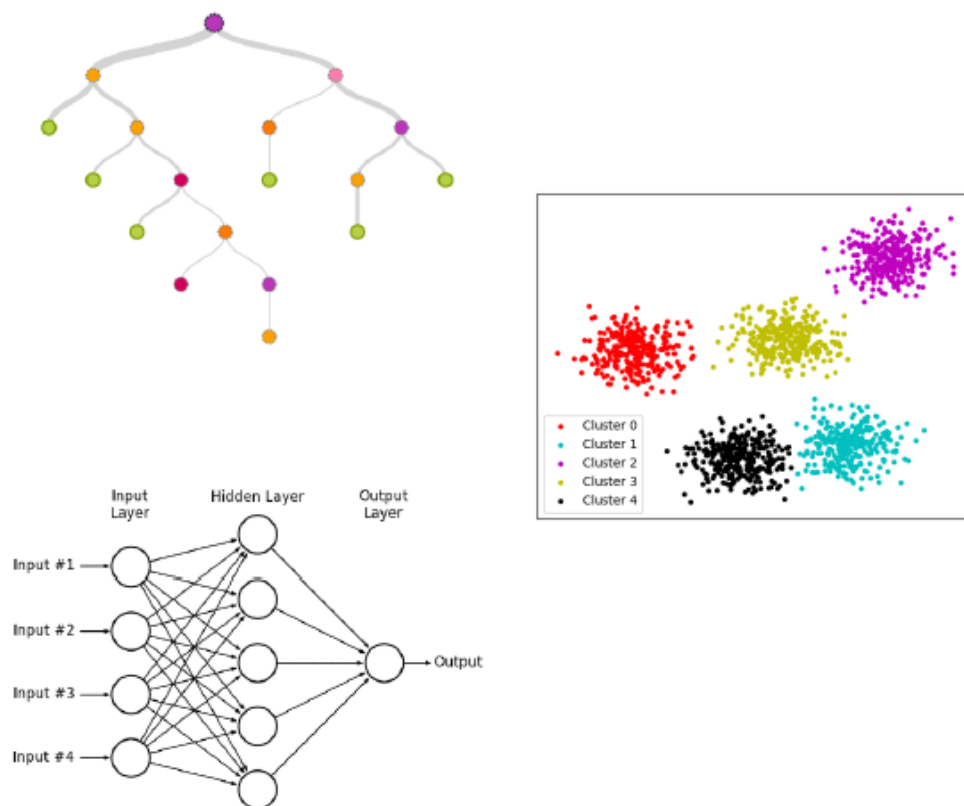 Cluster 0
Cluster 1
Cluster 2
Cluster 3
Cluster 4
Input
Layer
Hidden Layer
Output
Layer
Input #1
Input #2
Input #3
Input #4
Output